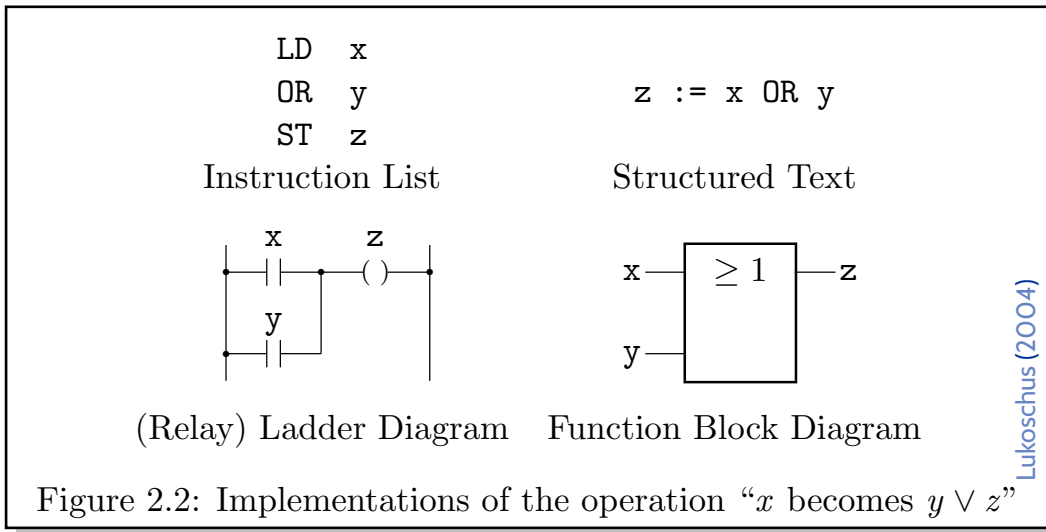 LD x
OR y
ST z
Instruction List
z := x OR y
Structured Text
x z
y
(Relay) Ladder Diagram
x ≥ 1 z
y
Function Block Diagram
Lukoschus (2004)
Figure 2.2: Implementations of the operation “x becomes y ∨ z”